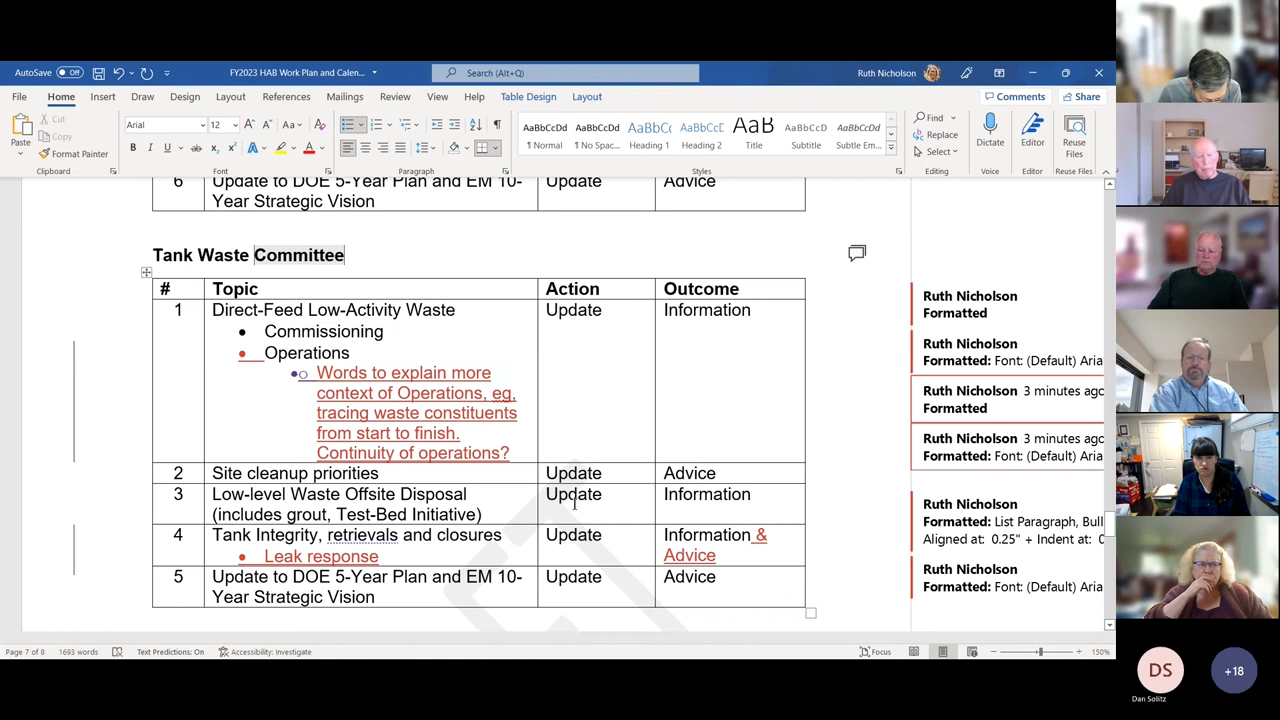 AutoSave Off FY2023 HAB Work Plan and Calen... Search (Alt+Q) Ruth Nicholson
File Home Insert Draw Design Layout References Mailings Review View Help Table Design Layout Comments Share
Paste
Cut
Copy
Format Painter
Clipboard
Arial 12
Font
Paragraph
AaBbCcDd AaBbCcDd AaBbCc AaBbCcD AaB AaBbCcD AaBbCcDd
¶ Normal ¶ No Spac... Heading 1 Heading 2 Title Subtitle Subtle Em...
Styles
Find
Replace
Select
Editing
Dictate
Voice
Editor
Editor
Reuse Files
Reuse Files
6 Update to DOE 5-Year Plan and EM 10- Update Advice
Year Strategic Vision
Tank Waste Committee
# Topic Action Outcome
1 Direct-Feed Low-Activity Waste Update Information
• Commissioning
• Operations
Words to explain more
context of Operations, eg,
tracing waste constituents
from start to finish.
Continuity of operations?
2 Site cleanup priorities Update Advice
3 Low-level Waste Offsite Disposal Update Information
(includes grout, Test-Bed Initiative)
4 Tank Integrity, retrievals and closures Update Information &
• Leak response Advice
5 Update to DOE 5-Year Plan and EM 10- Update Advice
Year Strategic Vision
Ruth Nicholson
Formatted
Ruth Nicholson
Formatted: Font: (Default) Aria
Ruth Nicholson 3 minutes ago
Formatted
Ruth Nicholson 3 minutes ago
Formatted: Font: (Default) Aria
Ruth Nicholson
Formatted: List Paragraph, Bull
Aligned at: 0.25" + Indent at: 0
Ruth Nicholson
Formatted: Font: (Default) Aria
Page 7 of 8 1693 words Text Predictions: On Accessibility: Investigate Focus 150%
DS
Dan Solitz
+18